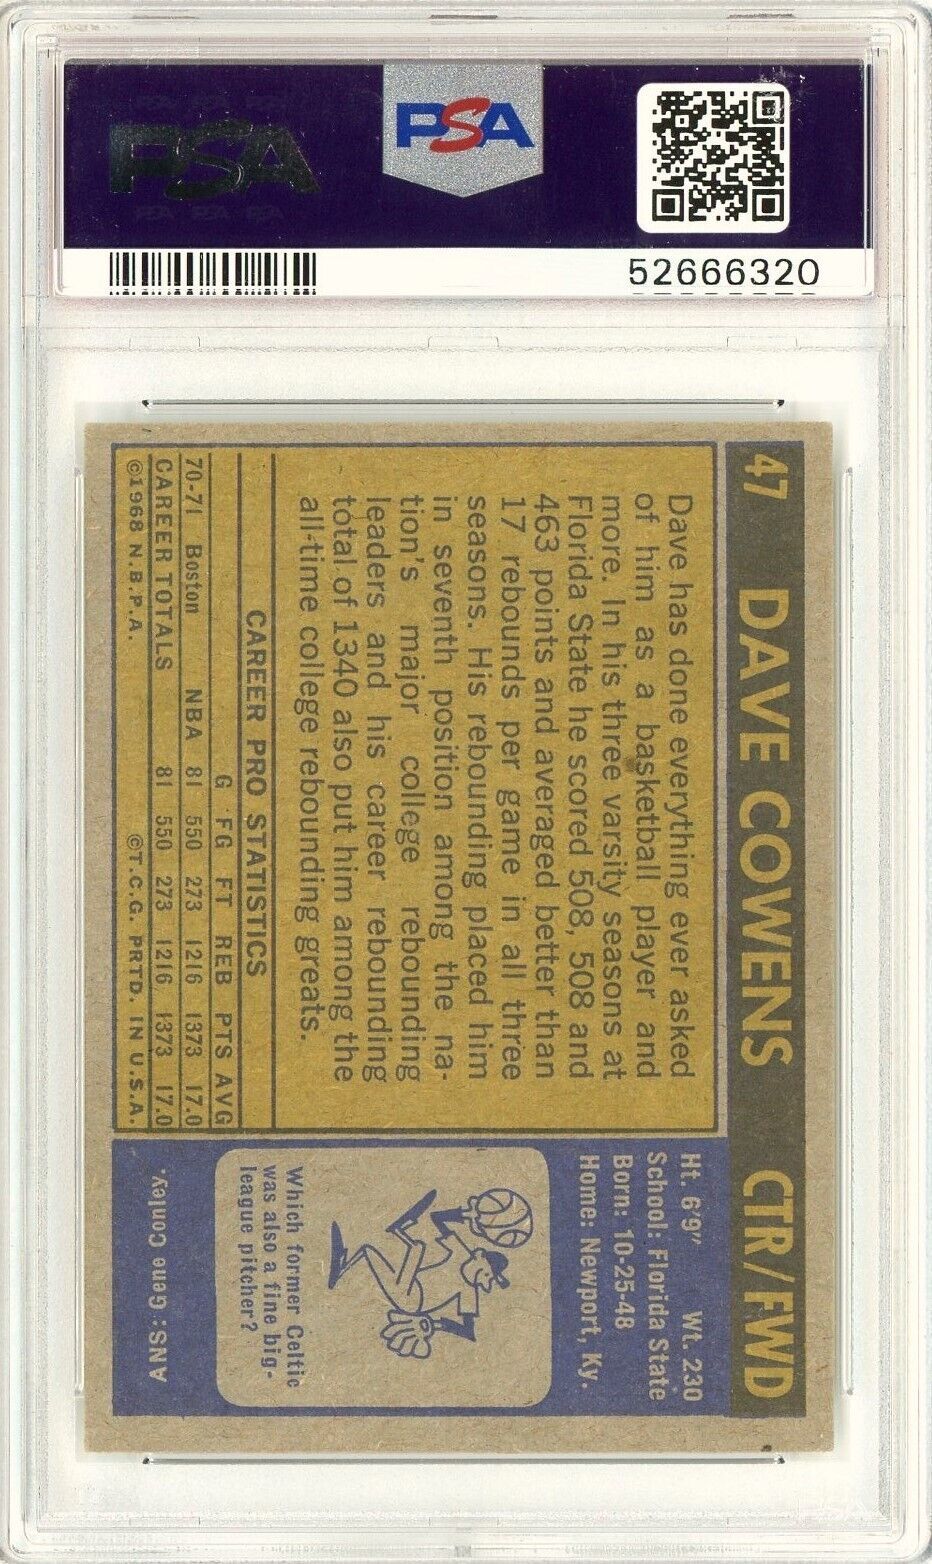 PSA
PSA
52666320
47 DAVE COWENS CTR/FWD
Dave has done everything ever asked
of him as a basketball player and
more. In his three varsity seasons at
Florida State he scored 508, 508 and
463 points and averaged better than
17 rebounds per game in all three
seasons. His rebounding placed him
in seventh position among the na-
tion's major college rebounding
leaders and his career rebounding
total of 1340 also put him among the
all-time college rebounding greats.
CAREER PRO STATISTICS
G FG FT REB PTS AVG
70-71 Boston NBA 81 550 273 1216 1373 17.0
CAREER TOTALS 81 550 273 1216 1373 17.0
©1968 N.B.P.A. ©T.C.G. PRTD. IN U.S.A.
Ht. 6'9" Wt. 230
School: Florida State
Born: 10-25-48
Home: Newport, Ky.
Which former Celtic
was also a fine big-
league pitcher?
ANS: Gene Conley.